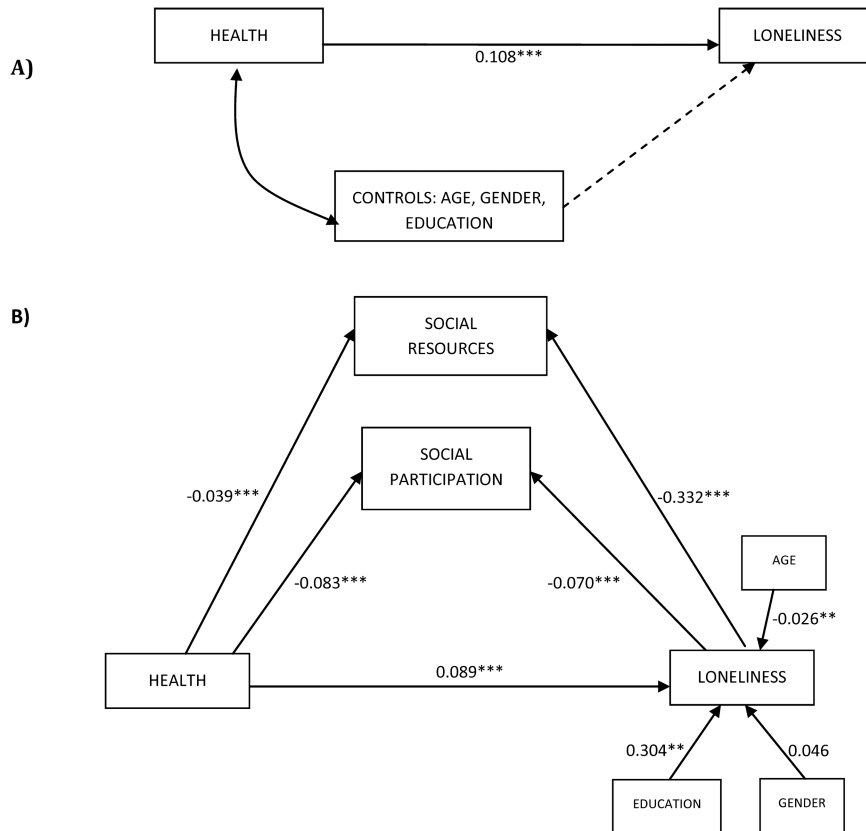 HEALTH
LONELINESS
0.108***
A)
CONTROLS: AGE, GENDER,
EDUCATION
B)
SOCIAL
RESOURCES
SOCIAL
PARTICIPATION
-0.039***
-0.332***
-0.083***
-0.070***
AGE
-0.026**
HEALTH
0.089***
LONELINESS
0.304**
0.046
EDUCATION
GENDER